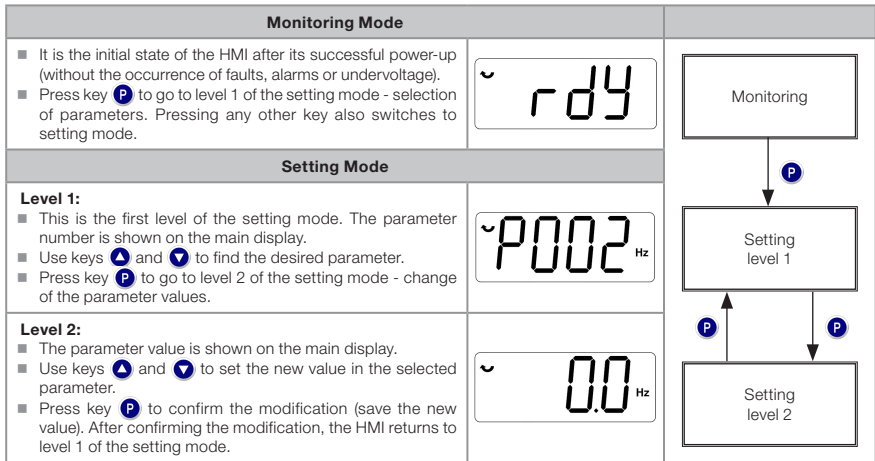 Monitoring Mode
■ It is the initial state of the HMI after its successful power-up
(without the occurrence of faults, alarms or undervoltage).
■ Press key P to go to level 1 of the setting mode - selection
of parameters. Pressing any other key also switches to
setting mode.
rdy
Setting Mode
Level 1:
■ This is the first level of the setting mode. The parameter
number is shown on the main display.
■ Use keys and to find the desired parameter.
■ Press key P to go to level 2 of the setting mode - change
of the parameter values.
P002 Hz
Level 2:
■ The parameter value is shown on the main display.
■ Use keys and to set the new value in the selected
parameter.
■ Press key P to confirm the modification (save the new
value). After confirming the modification, the HMI returns to
level 1 of the setting mode.
0.0 Hz
Monitoring
P
Setting
level 1
P P
Setting
level 2